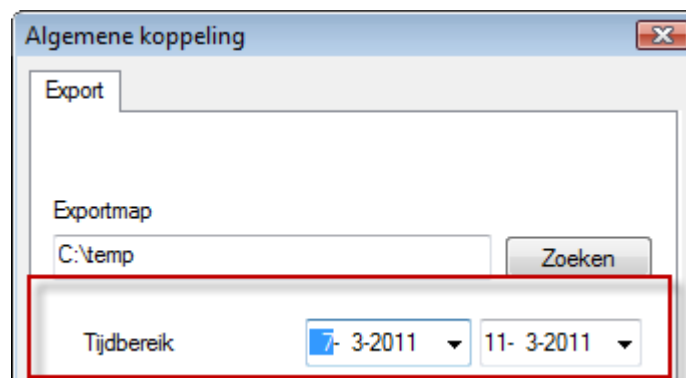 Algemene koppeling
Export
Exportmap
C:\temp Zoeken
Tijdbereik 7- 3-2011 11- 3-2011